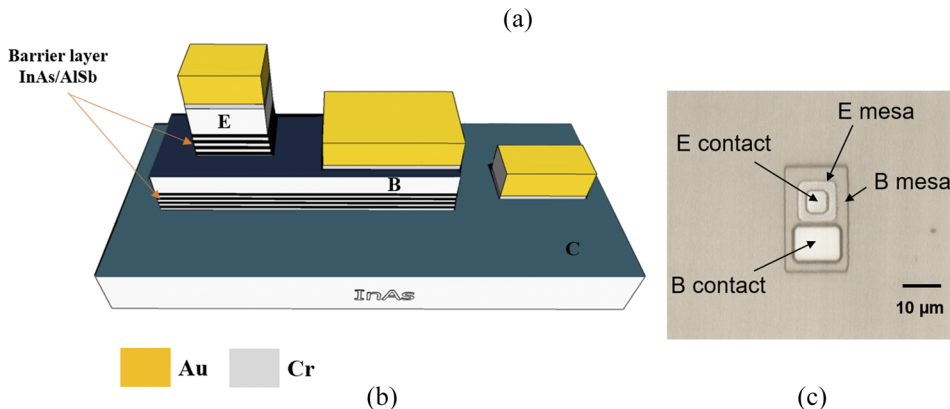 (a)
Barrier layer
InAs/AlSb
E
B
C
InAs
Au
Cr
(b)
E mesa
E contact
B mesa
B contact
10 µm
(c)